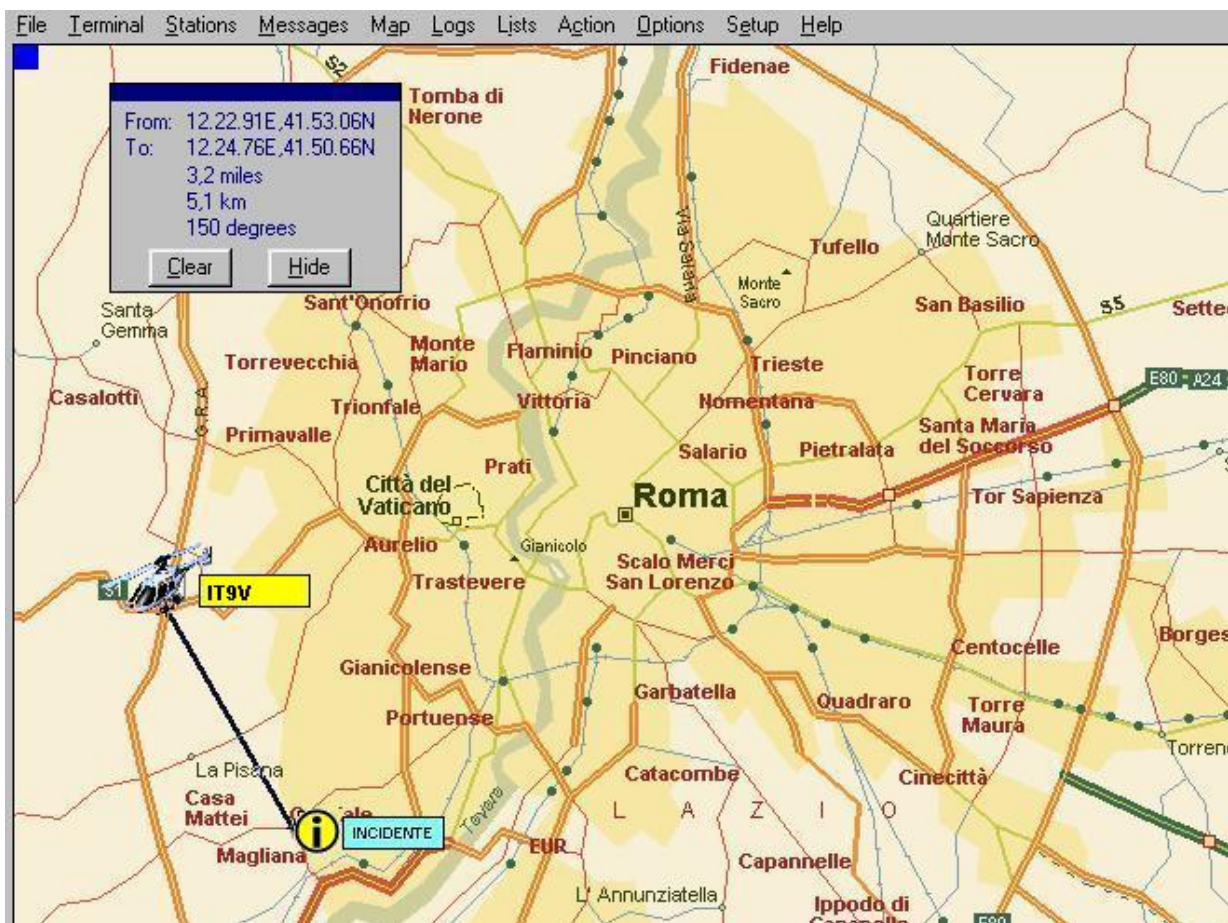 File Terminal Stations Messages Map Logs Lists Action Options Setup Help
S2
Fidenae
Tomba di
Nerone
From: 12.22.91E,41.53.06N
To: 12.24.76E,41.50.66N
3,2 miles
5,1 km
150 degrees
Clear Hide
Via Salaria
Quartiere
Monte Sacro
Tufello
Monte
Sacro
Sant'Onofrio
Santa
Gemma
San Basilio
S5
Torrevecchia
Monte
Mario
Flaminio
Pinciano
Trieste
Torre
Cervara
E80 - A24
Casalotti
G.R.A
Trionfale
Vittoria
Nomentana
Santa Maria
del Soccorso
Primavalle
Prati
Salario
Pietralata
Città del
Vaticano
Roma
Tor Sapienza
Aurelio
Gianicolo
Trastevere
Scalo Merci
San Lorenzo
S1
IT9V
Centocelle
Gianicolense
Garbatella
Quadraro
Torre
Maura
Portuense
La Pisana
Catacombe
Cinecittà
Casa
Mattei
LAZIO
INCIDENTE
Tevere
Magliana
EUR
Capannelle
L' Annunziatella
Ippodo di
E80